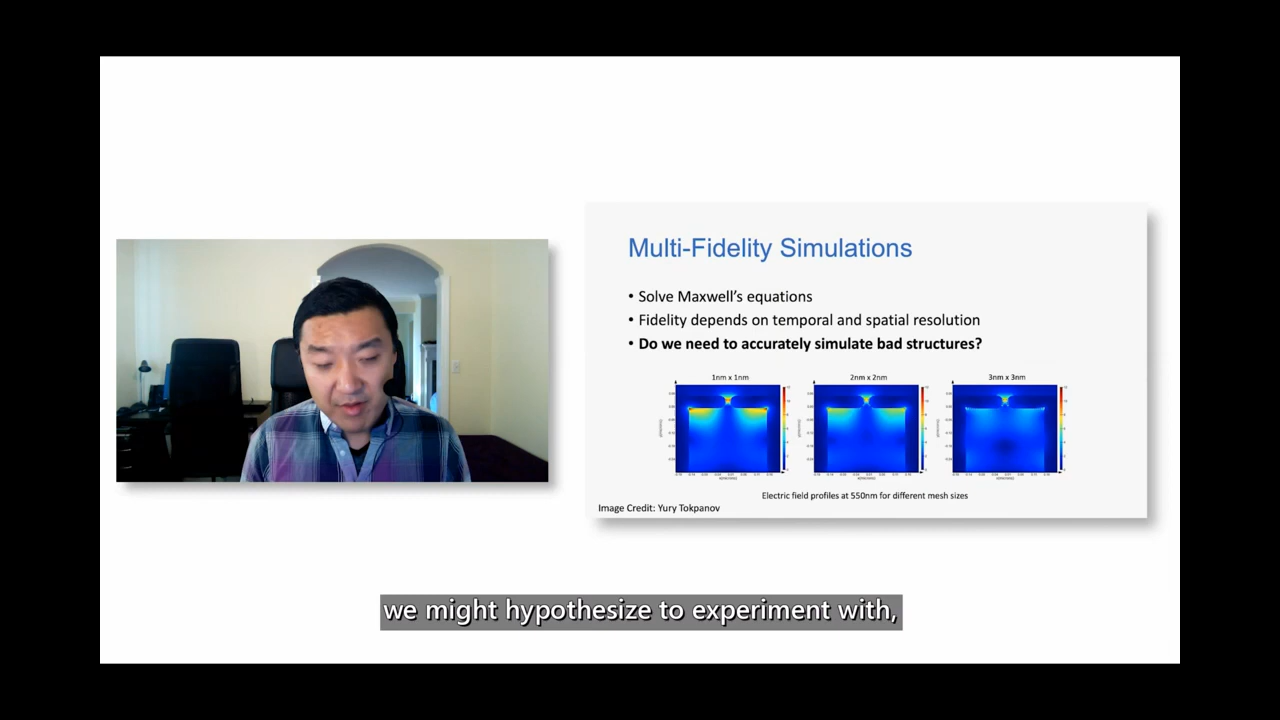 Multi-Fidelity Simulations
• Solve Maxwell's equations
• Fidelity depends on temporal and spatial resolution
• Do we need to accurately simulate bad structures?
1nm x 1nm
2nm x 2nm
3nm x 3nm
Electric field profiles at 550nm for different mesh sizes
Image Credit: Yury Tokpanov
we might hypothesize to experiment with,